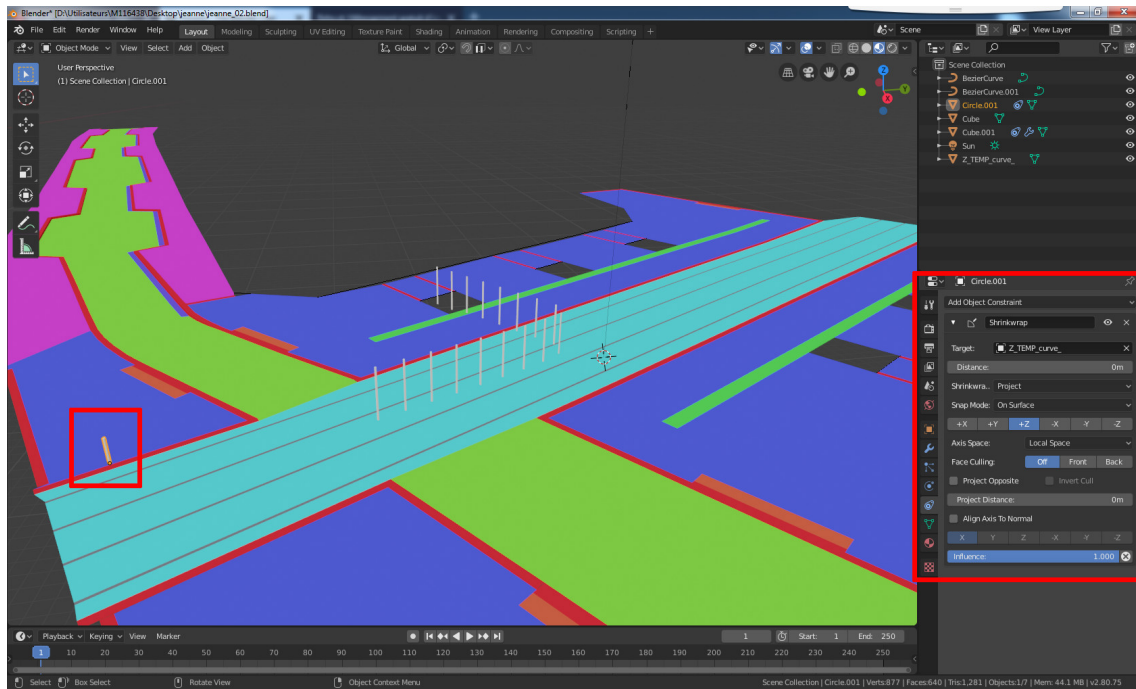 Blender* [D:\Utilisateurs\M116438\Desktop\jeanne\jeanne_02.blend]
File Edit Render Window Help Layout Modeling Sculpting UV Editing Texture Paint Shading Animation Rendering Compositing Scripting + Scene View Layer
Object Mode View Select Add Object Global
User Perspective
(1) Scene Collection | Circle.001
X
Y
Z
Scene Collection
BezierCurve
BezierCurve.001
Circle.001
Cube
Cube.001
Sun
Z_TEMP_curve_
Circle.001
Add Object Constraint
Shrinkwrap
Target: Z_TEMP_curve_
Distance: 0m
Shrinkwra.. Project
Snap Mode: On Surface
+X +Y +Z -X -Y -Z
Axis Space: Local Space
Face Culling: Off Front Back
Project Opposite Invert Cull
Project Distance: 0m
Align Axis To Normal
X Y Z -X -Y -Z
Influence: 1.000
Playback Keying View Marker 1 Start: 1 End: 250
1 10 20 30 40 50 60 70 80 90 100 110 120 130 140 150 160 170 180 190 200 210 220 230 240 250
Select Box Select Rotate View Object Context Menu Scene Collection | Circle.001 | Verts:877 | Faces:640 | Tris:1,281 | Objects:1/7 | Mem: 44.1 MB | v2.80.75